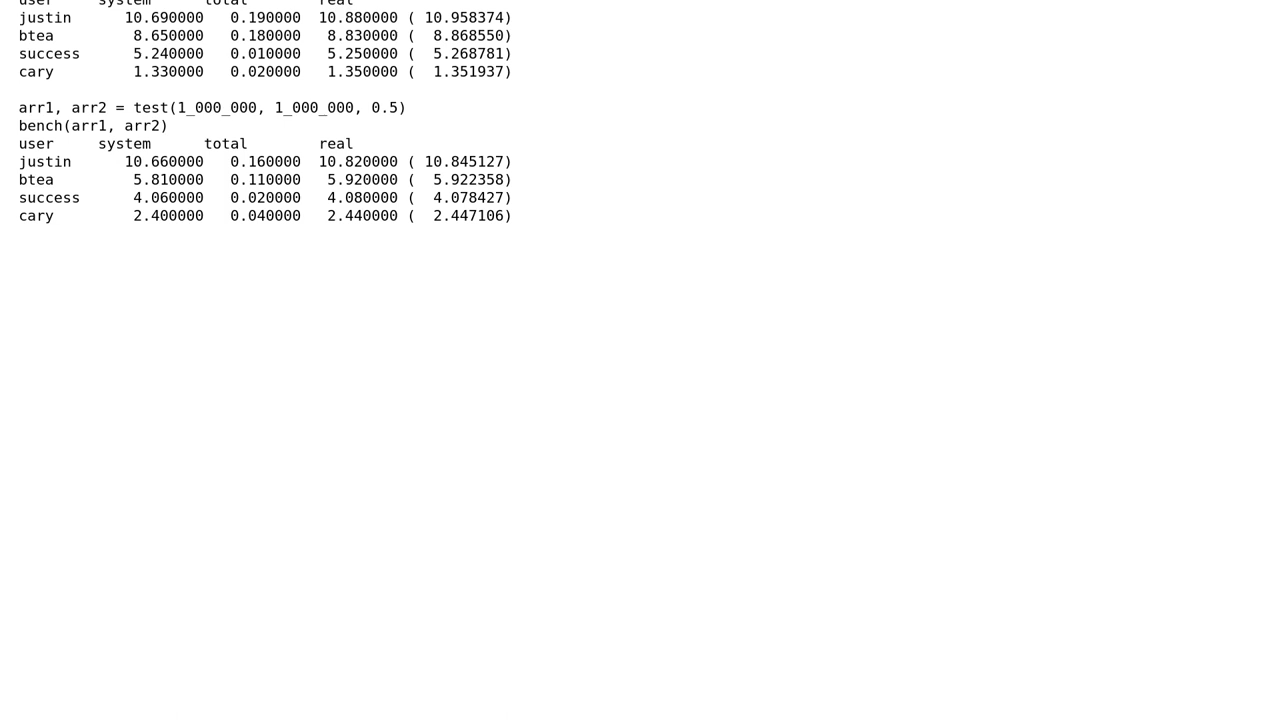 user     system      total        real
justin      10.690000   0.190000  10.880000 ( 10.958374)
btea         8.650000   0.180000   8.830000 (  8.868550)
success      5.240000   0.010000   5.250000 (  5.268781)
cary         1.330000   0.020000   1.350000 (  1.351937)

arr1, arr2 = test(1_000_000, 1_000_000, 0.5)
bench(arr1, arr2)
user     system      total        real
justin      10.660000   0.160000  10.820000 ( 10.845127)
btea         5.810000   0.110000   5.920000 (  5.922358)
success      4.060000   0.020000   4.080000 (  4.078427)
cary         2.400000   0.040000   2.440000 (  2.447106)